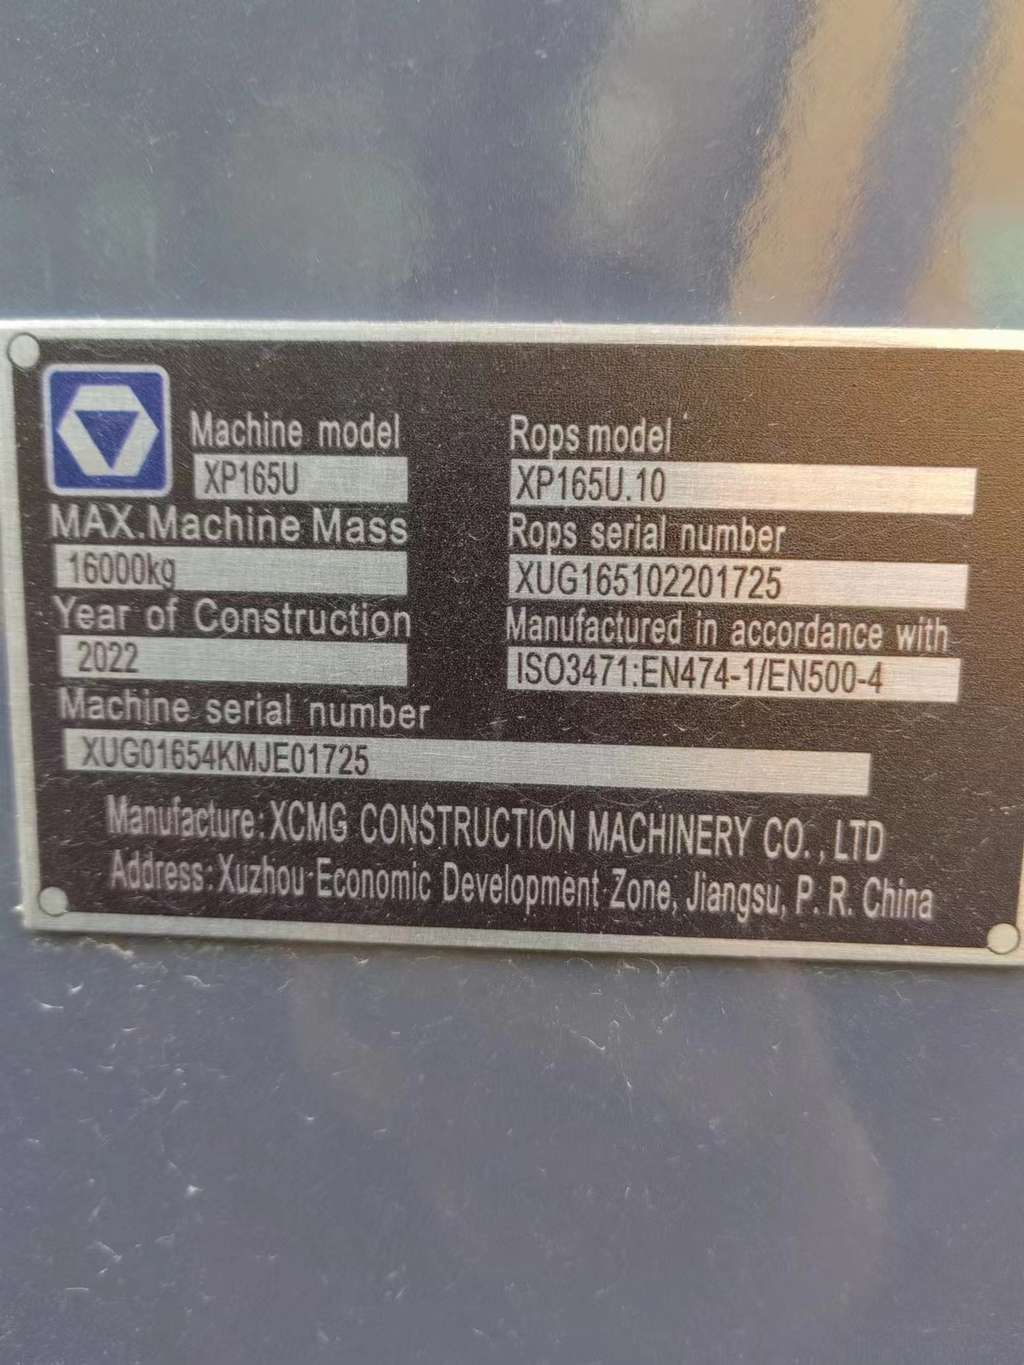 Machine model
XP165U
MAX.Machine Mass
16000kg
Year of Construction
2022
Rops model
XP165U.10
Rops serial number
XUG165102201725
Manufactured in accordance with
ISO3471:EN474-1/EN500-4
Machine serial number
XUG01654KMJE01725
Manufacture: XCMG CONSTRUCTION MACHINERY CO., LTD
Address: Xuzhou Economic Development Zone, Jiangsu, P. R. China